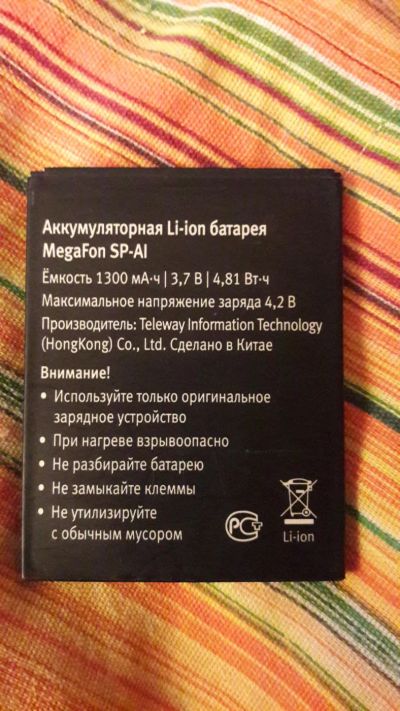 Аккумуляторная Li-ion батарея
MegaFon SP-AI
Ёмкость 1300 мА·ч | 3,7 В | 4,81 Вт·ч
Максимальное напряжение заряда 4,2 В
Производитель: Teleway Information Technology
(HongKong) Co., Ltd. Сделано в Китае
Внимание!
• Используйте только оригинальное
зарядное устройство
• При нагреве взрывоопасно
• Не разбирайте батарею
• Не замыкайте клеммы
• Не утилизируйте
с обычным мусором
РСТ
Li-ion